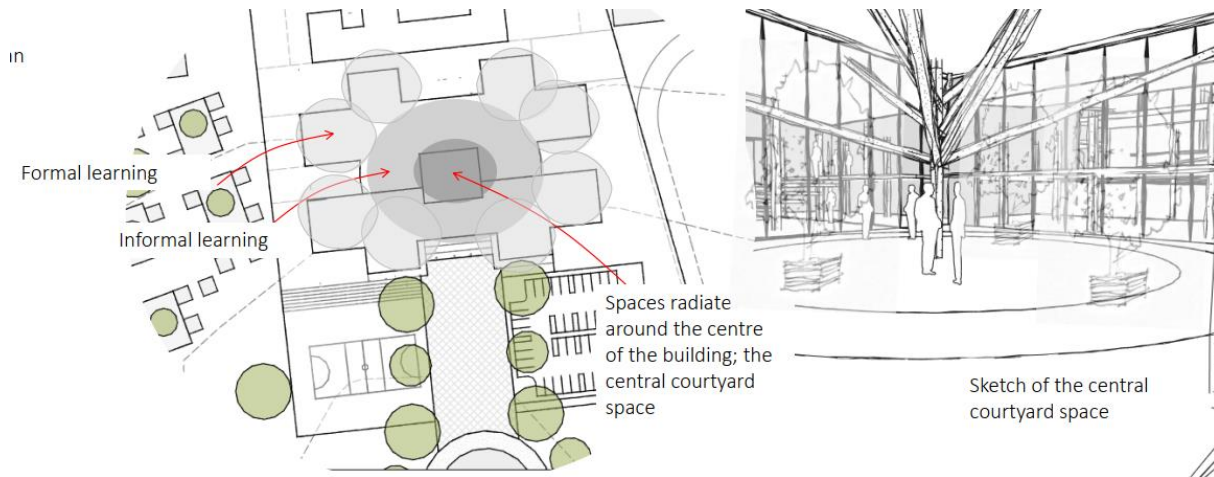 Formal learning
Informal learning
Spaces radiate
around the centre
of the building; the
central courtyard
space
Sketch of the central
courtyard space